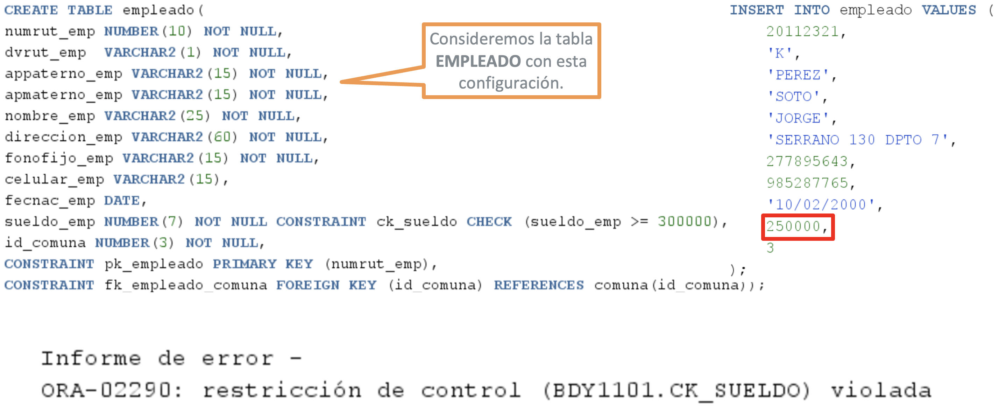 CREATE TABLE empleado(
numrut_emp NUMBER(10) NOT NULL,
dvrut_emp  VARCHAR2(1) NOT NULL,
appaterno_emp VARCHAR2(15) NOT NULL,
apmaterno_emp VARCHAR2(15) NOT NULL,
nombre_emp VARCHAR2(25) NOT NULL,
direccion_emp VARCHAR2(60) NOT NULL,
fonofijo_emp VARCHAR2(15) NOT NULL,
celular_emp VARCHAR2(15),
fecnac_emp DATE,
sueldo_emp NUMBER(7) NOT NULL CONSTRAINT ck_sueldo CHECK (sueldo_emp >= 300000),
id_comuna NUMBER(3) NOT NULL,
CONSTRAINT pk_empleado PRIMARY KEY (numrut_emp),
CONSTRAINT fk_empleado_comuna FOREIGN KEY (id_comuna) REFERENCES comuna(id_comuna));
Consideremos la tabla
EMPLEADO con esta
configuración.
INSERT INTO empleado VALUES (
20112321,
'K',
'PEREZ',
'SOTO',
'JORGE',
'SERRANO 130 DPTO 7',
277895643,
985287765,
'10/02/2000',
250000,
3
);
Informe de error -
ORA-02290: restricción de control (BDY1101.CK_SUELDO) violada